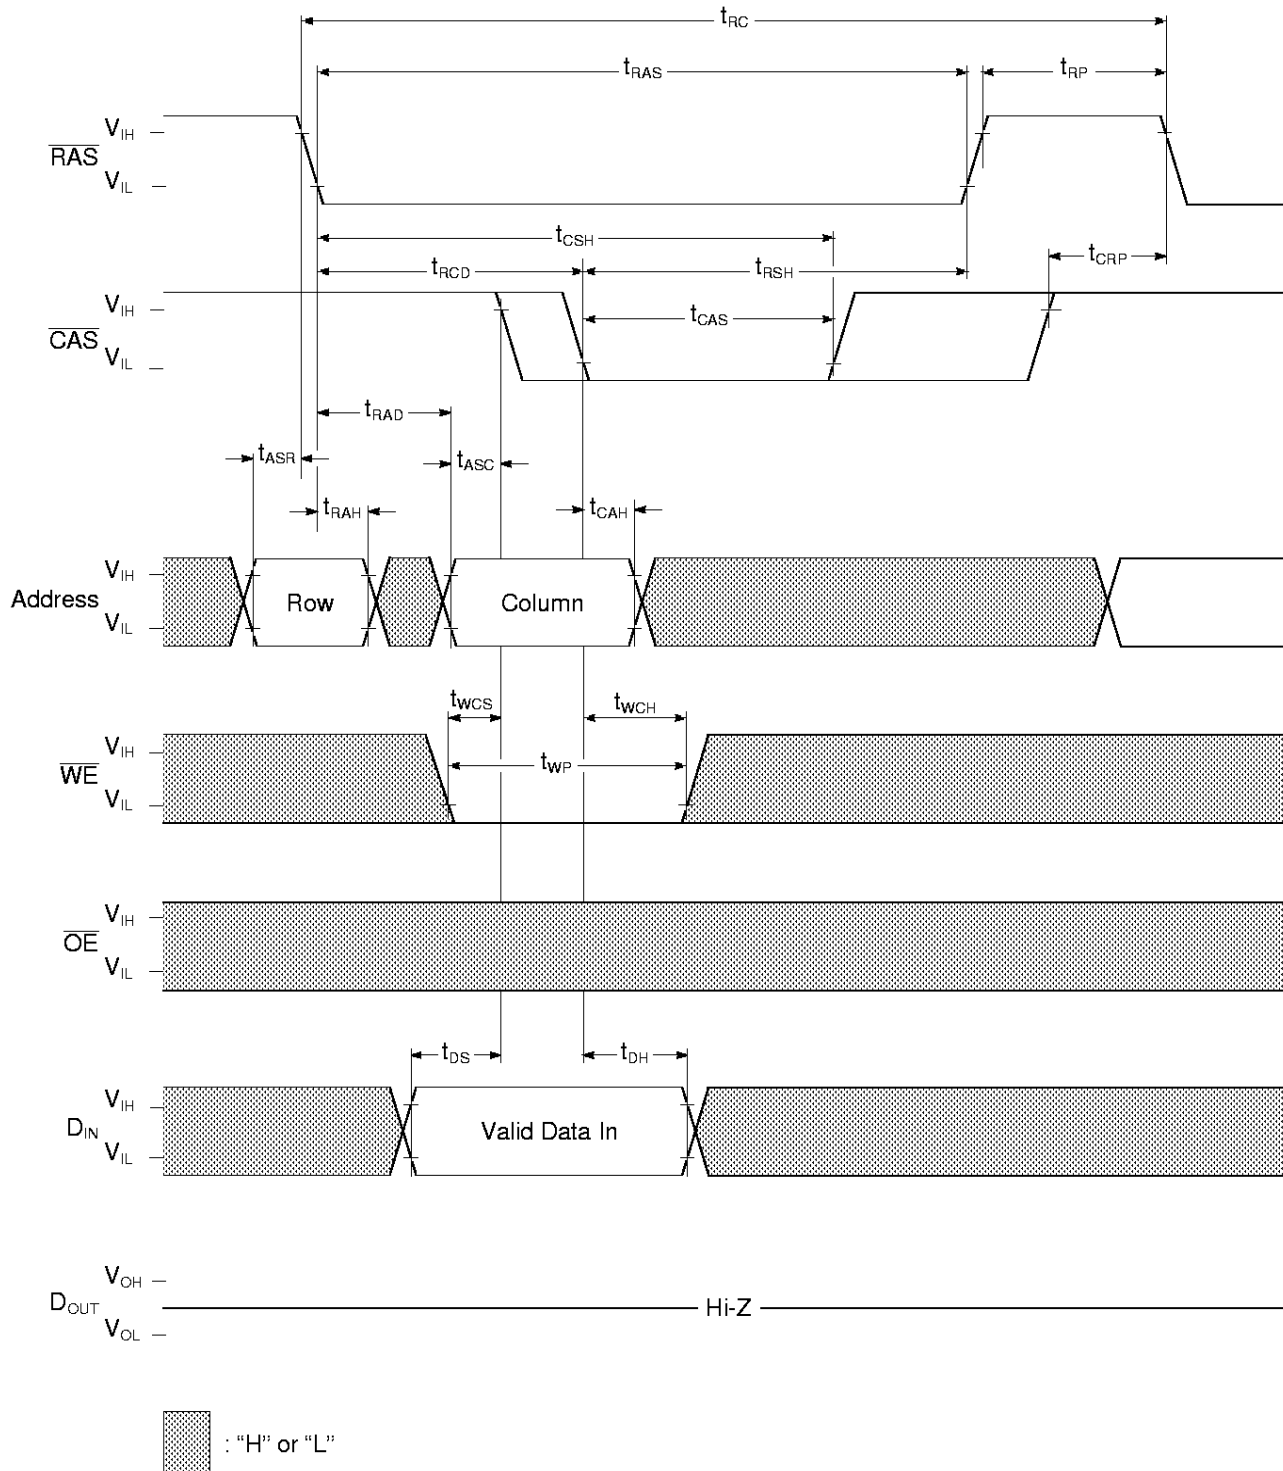 tRC
tRAS
tRP
VIH
RAS
VIL
tCSH
tRCD
tRSH
tCRP
VIH
CAS
VIL
tCAS
tRAD
tASR
tASC
tRAH
tCAH
VIH
Address
VIL
Row
Column
tWCS
tWCH
VIH
WE
VIL
tWP
VIH
OE
VIL
tDS
tDH
VIH
DIN
VIL
Valid Data In
VOH
DOUT
VOL
Hi-Z
: “H” or “L”